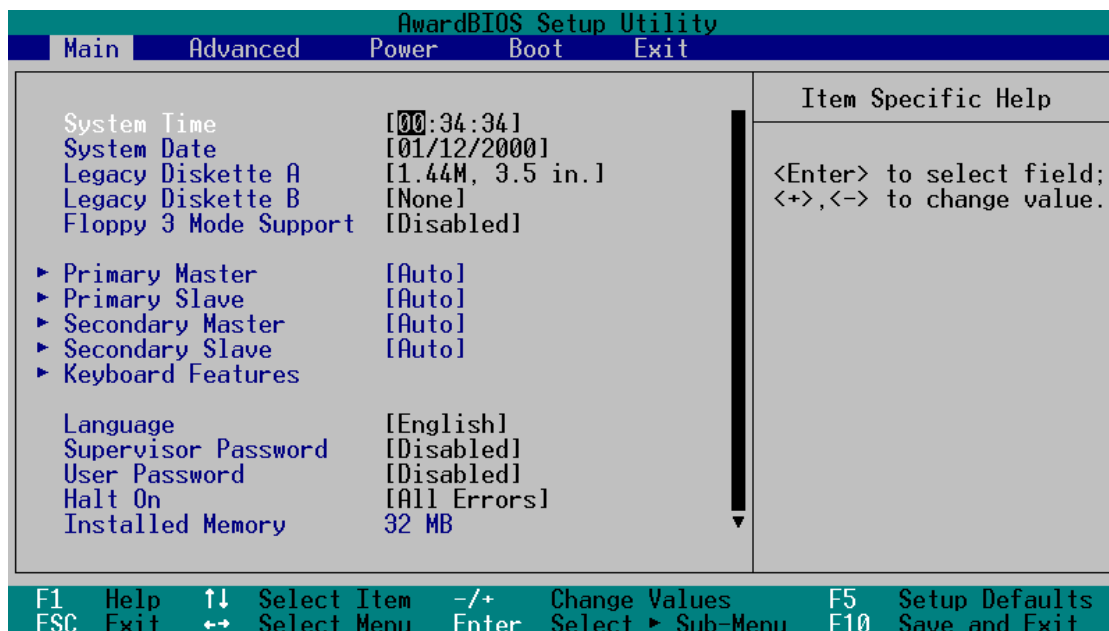 AwardBIOS Setup Utility
Main Advanced Power Boot Exit
Item Specific Help
System Time [00:34:34]
System Date [01/12/2000]
Legacy Diskette A [1.44M, 3.5 in.]
Legacy Diskette B [None]
Floppy 3 Mode Support [Disabled]
<Enter> to select field;
<+>,<-> to change value.
► Primary Master [Auto]
► Primary Slave [Auto]
► Secondary Master [Auto]
► Secondary Slave [Auto]
► Keyboard Features
Language [English]
Supervisor Password [Disabled]
User Password [Disabled]
Halt On [All Errors]
Installed Memory 32 MB
F1 Help ↑↓ Select Item -/+ Change Values F5 Setup Defaults
ESC Exit ←→ Select Menu Enter Select ► Sub-Menu F10 Save and Exit